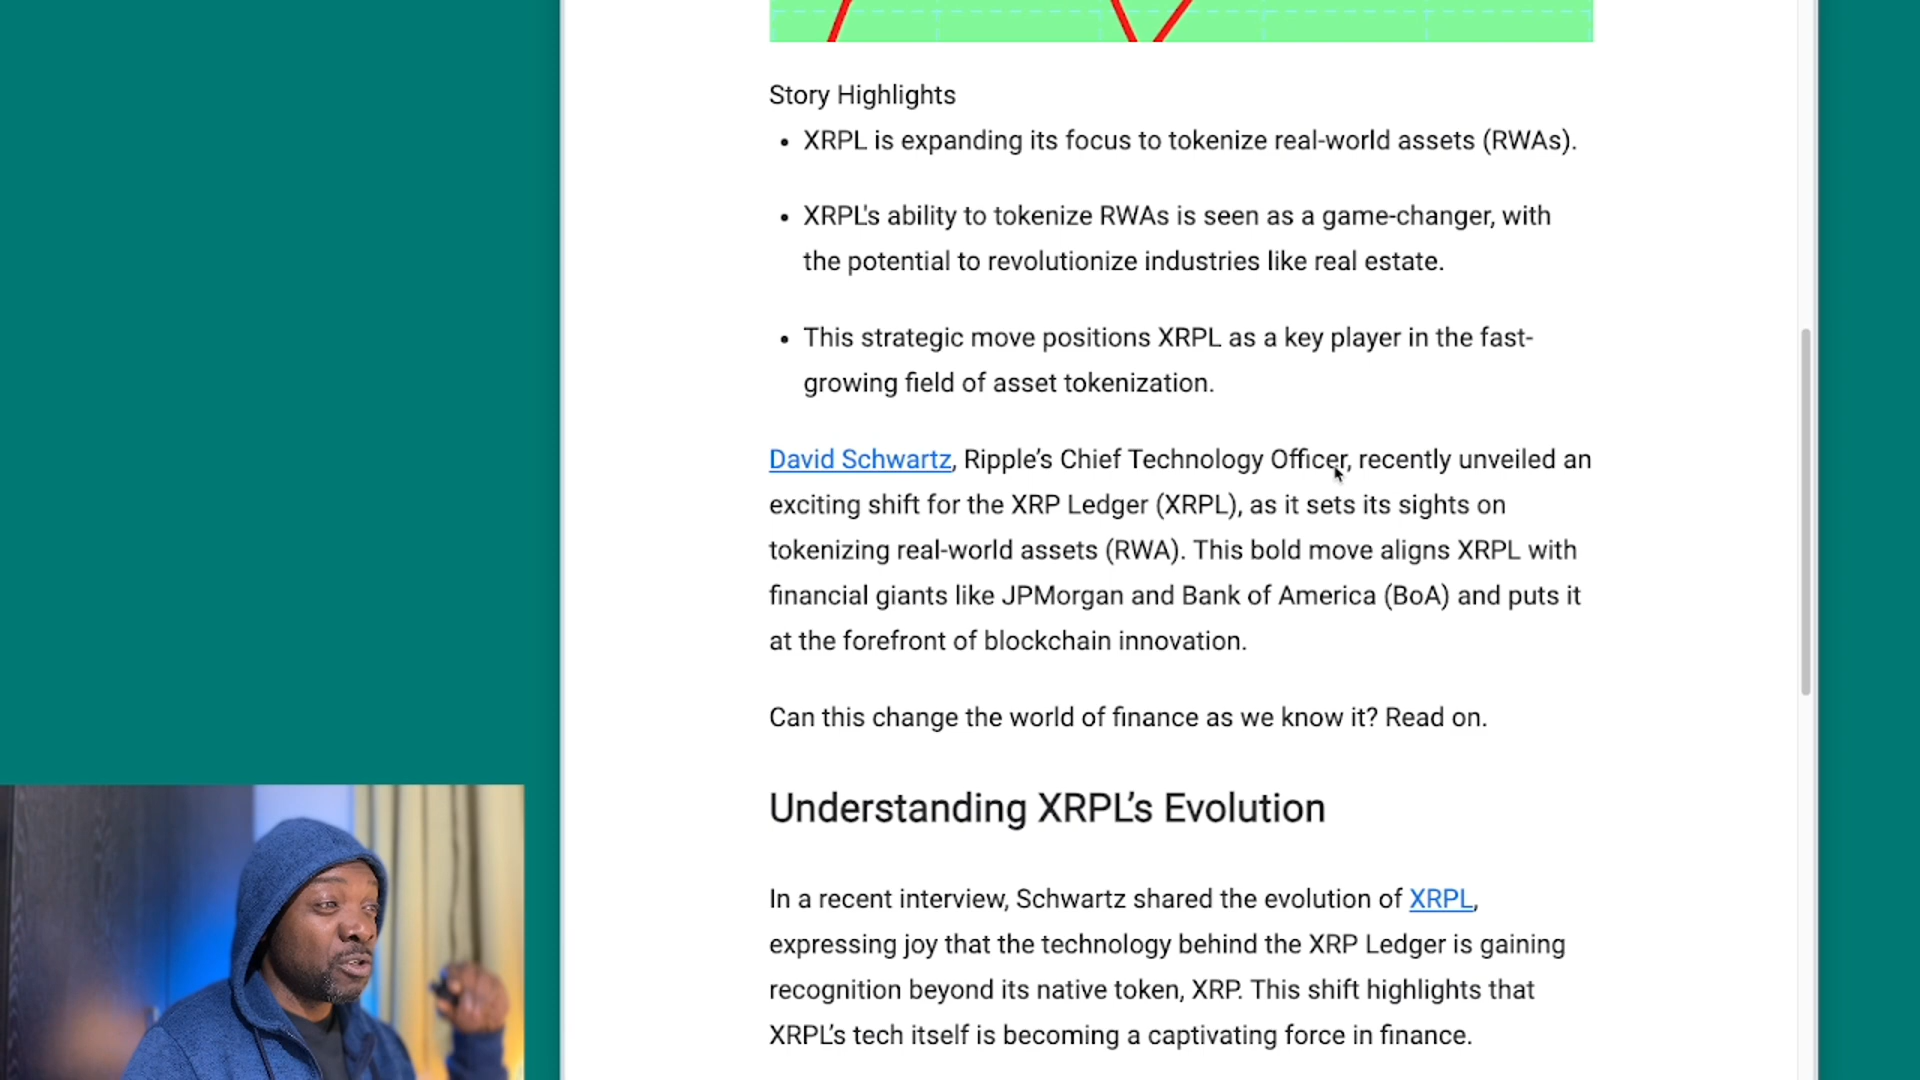 Story Highlights
• XRPL is expanding its focus to tokenize real-world assets (RWAs).
• XRPL's ability to tokenize RWAs is seen as a game-changer, with
the potential to revolutionize industries like real estate.
• This strategic move positions XRPL as a key player in the fast-
growing field of asset tokenization.
David Schwartz, Ripple’s Chief Technology Officer, recently unveiled an
exciting shift for the XRP Ledger (XRPL), as it sets its sights on
tokenizing real-world assets (RWA). This bold move aligns XRPL with
financial giants like JPMorgan and Bank of America (BoA) and puts it
at the forefront of blockchain innovation.
Can this change the world of finance as we know it? Read on.
Understanding XRPL’s Evolution
In a recent interview, Schwartz shared the evolution of XRPL,
expressing joy that the technology behind the XRP Ledger is gaining
recognition beyond its native token, XRP. This shift highlights that
XRPL’s tech itself is becoming a captivating force in finance.